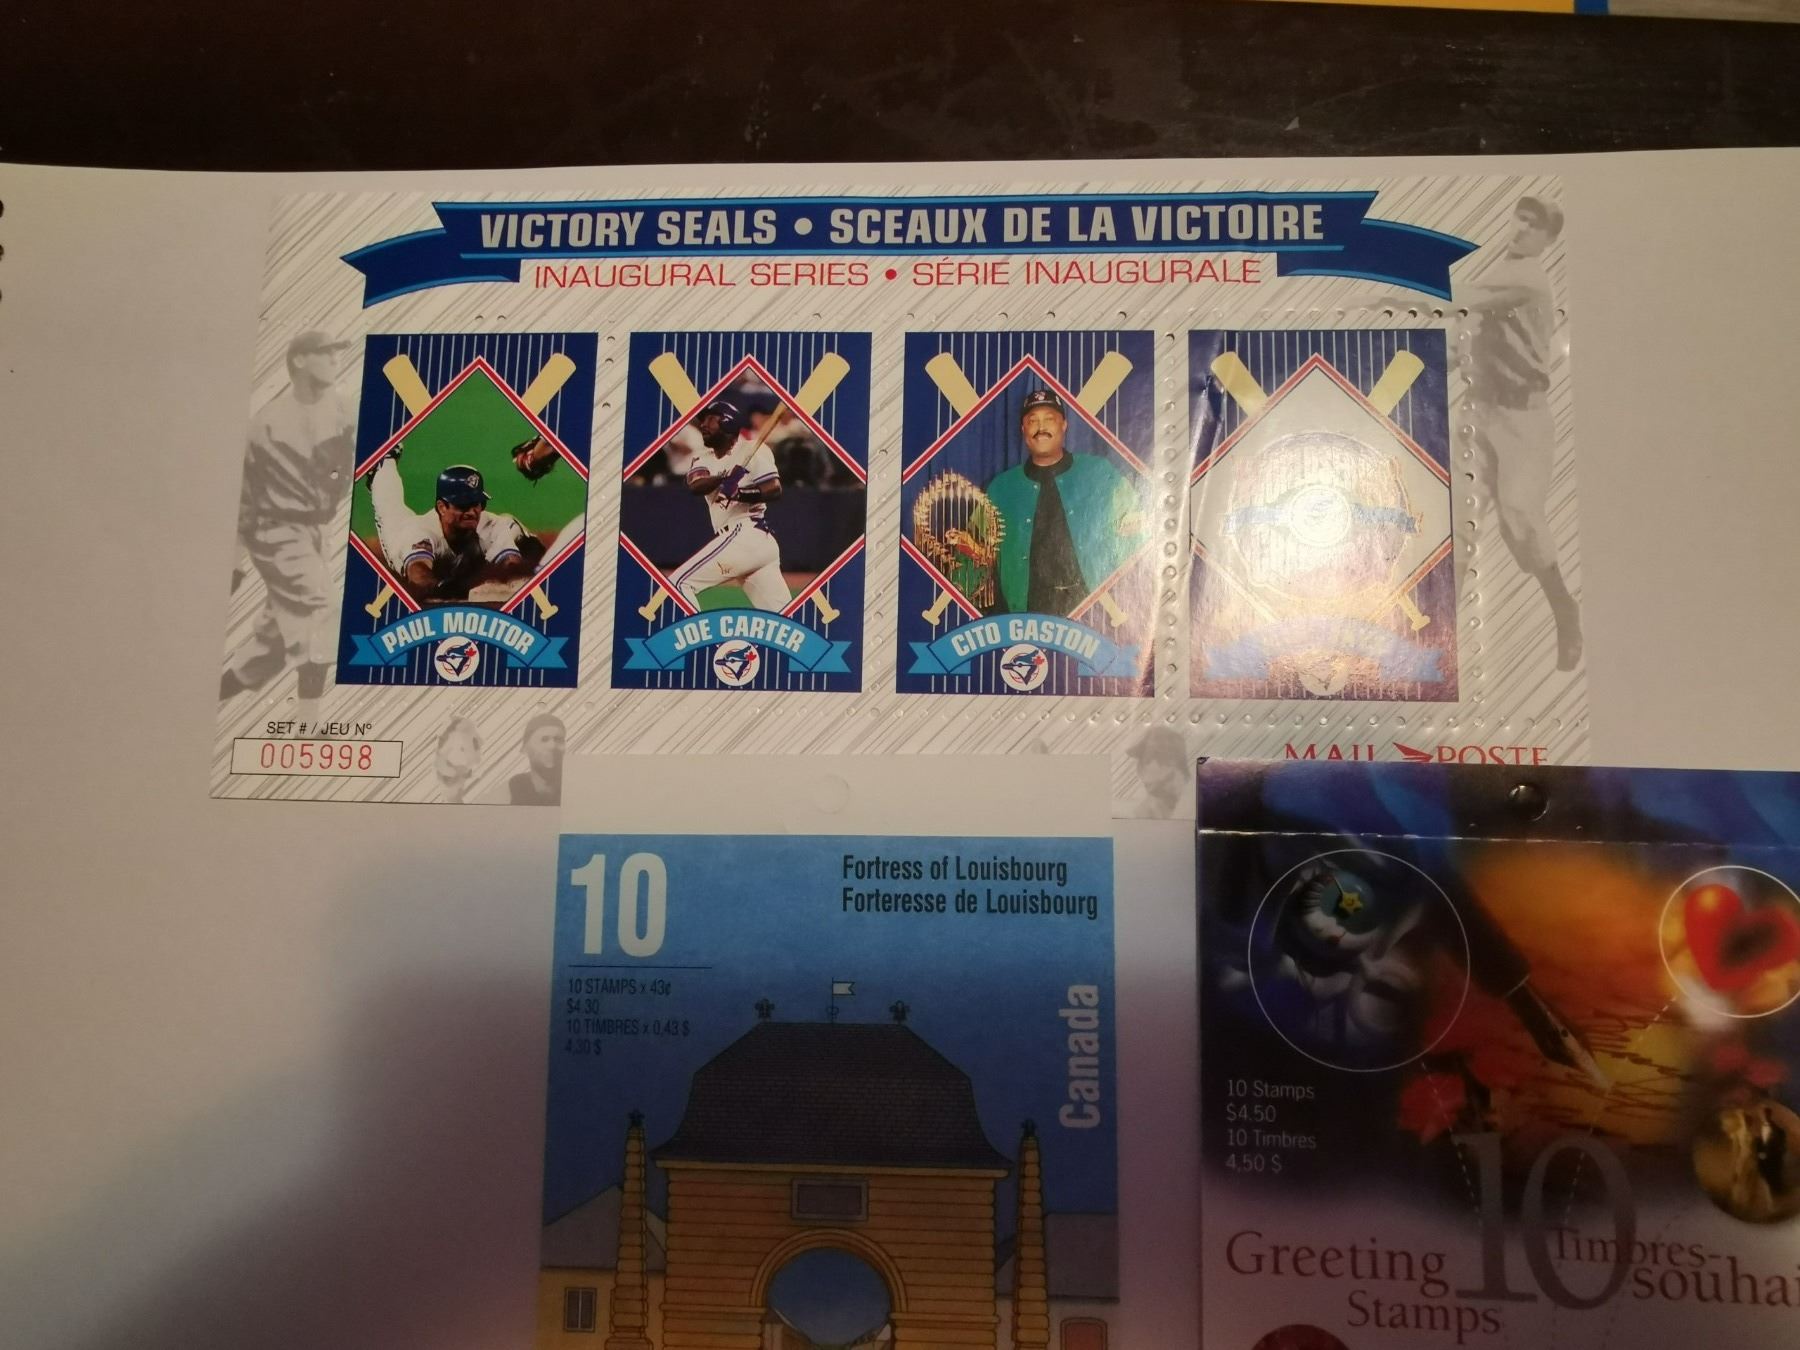 VICTORY SEALS • SCEAUX DE LA VICTOIRE
INAUGURAL SERIES • SÉRIE INAUGURALE
PAUL MOLITOR
JOE CARTER
CITO GASTON
SET # / JEU Nº
005998
MAIL POSTE
10
Fortress of Louisbourg
Forteresse de Louisbourg
10 STAMPS x 43¢
$4.30
10 TIMBRES x 0,43 $
4,30 $
Canada
10 Stamps
$4.50
10 Timbres
4,50 $
10
Greeting
Stamps
Timbres-
souhai